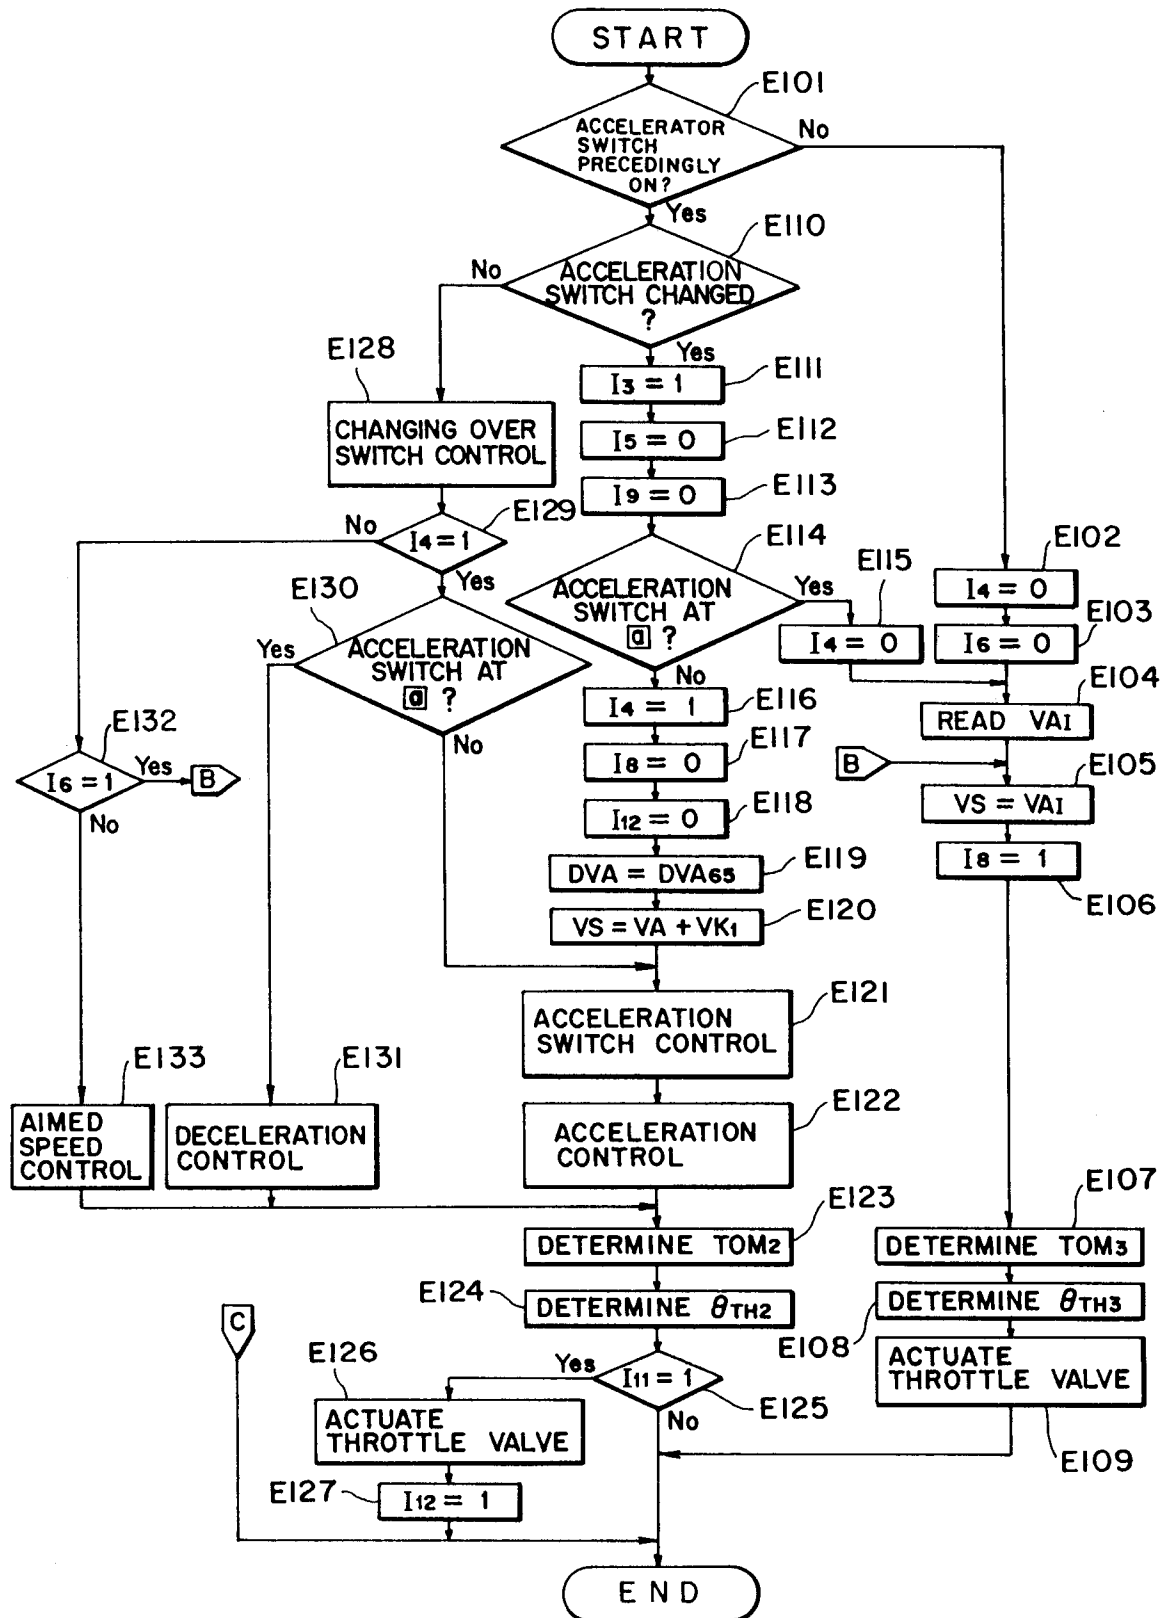 START
E101
ACCELERATOR
SWITCH
PRECEDINGLY
ON?
No
Yes
E110
ACCELERATION
SWITCH CHANGED
?
No
Yes
E128
CHANGING OVER
SWITCH CONTROL
E111
I3 = 1
E112
I5 = 0
E113
I9 = 0
E129
I4=1
No
Yes
E114
ACCELERATION
SWITCH AT
a ?
Yes
No
E115
I4 = 0
E102
I4 = 0
E103
I6 = 0
E104
READ VAI
E130
ACCELERATION
SWITCH AT
a ?
Yes
No
E116
I4 = 1
E117
I8 = 0
E118
I12 = 0
E119
DVA = DVA65
E120
VS = VA + VK1
E132
I6 = 1
Yes
B
No
B
E105
VS = VAI
I8 = 1
E106
E121
ACCELERATION
SWITCH CONTROL
E133
AIMED
SPEED
CONTROL
E131
DECELERATION
CONTROL
E122
ACCELERATION
CONTROL
E123
DETERMINE TOM2
E107
DETERMINE TOM3
E124
DETERMINE θTH2
DETERMINE θTH3
E108
C
E126
Yes
I11 = 1
E125
No
ACTUATE
THROTTLE VALVE
ACTUATE
THROTTLE VALVE
E109
E127
I12 = 1
END